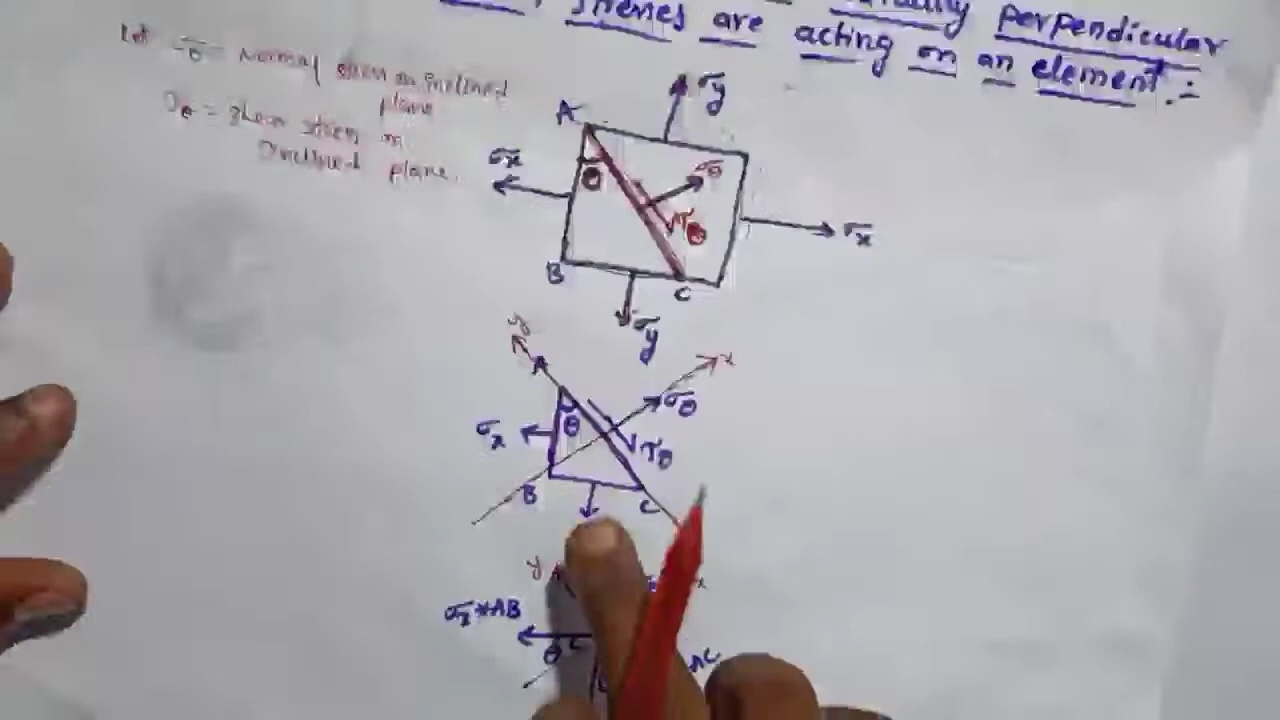 perpendicular
stresses are acting on an element :-
Let σθ = Normal stress on Inclined
plane
τθ = Shear stress on
Inclined plane.
σy
A
σx
θ
σθ
τθ
σx
B
C
σy
y
x
A
σθ
σx
θ
τθ
B
C
y
x
σx*AB
θ